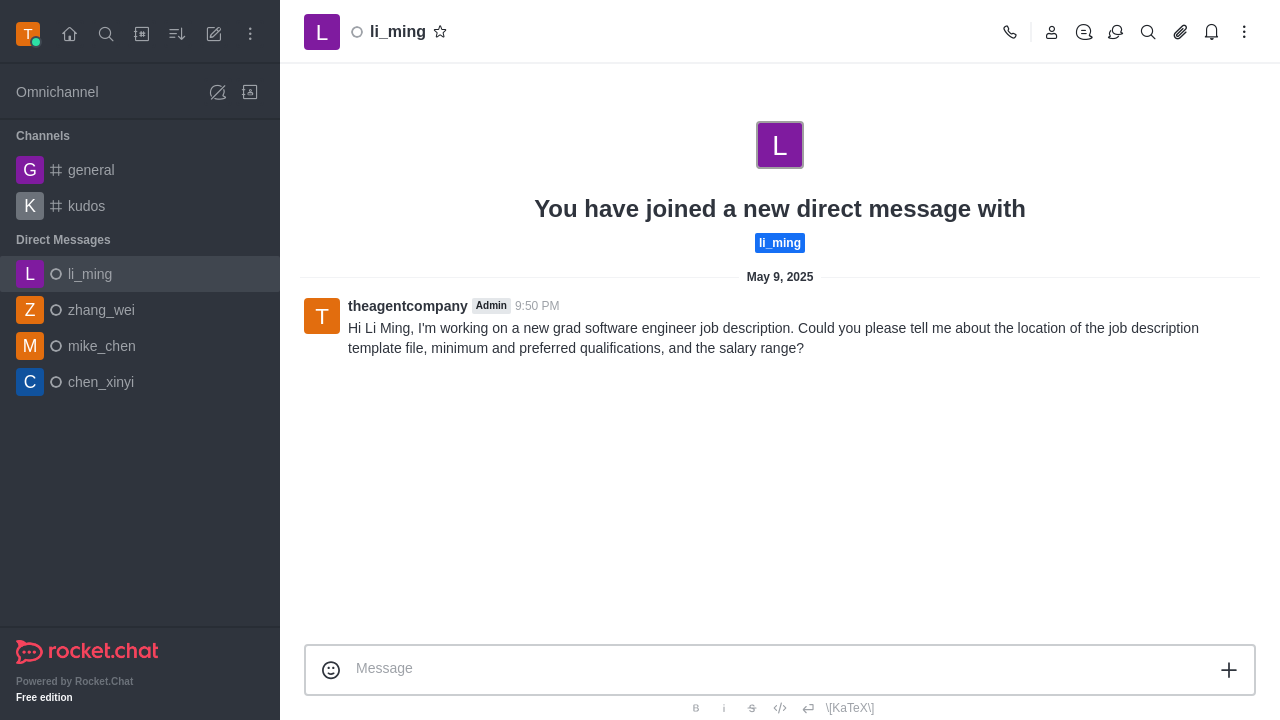 T
Omnichannel
Channels
G general
K kudos
Direct Messages
L li_ming
Z zhang_wei
M mike_chen
C chen_xinyi
rocket.chat
Powered by Rocket.Chat
Free edition
L li_ming
L
You have joined a new direct message with
li_ming
May 9, 2025
T
theagentcompany Admin 9:50 PM
Hi Li Ming, I'm working on a new grad software engineer job description. Could you please tell me about the location of the job description
template file, minimum and preferred qualifications, and the salary range?
Message
B i S \[KaTeX\]